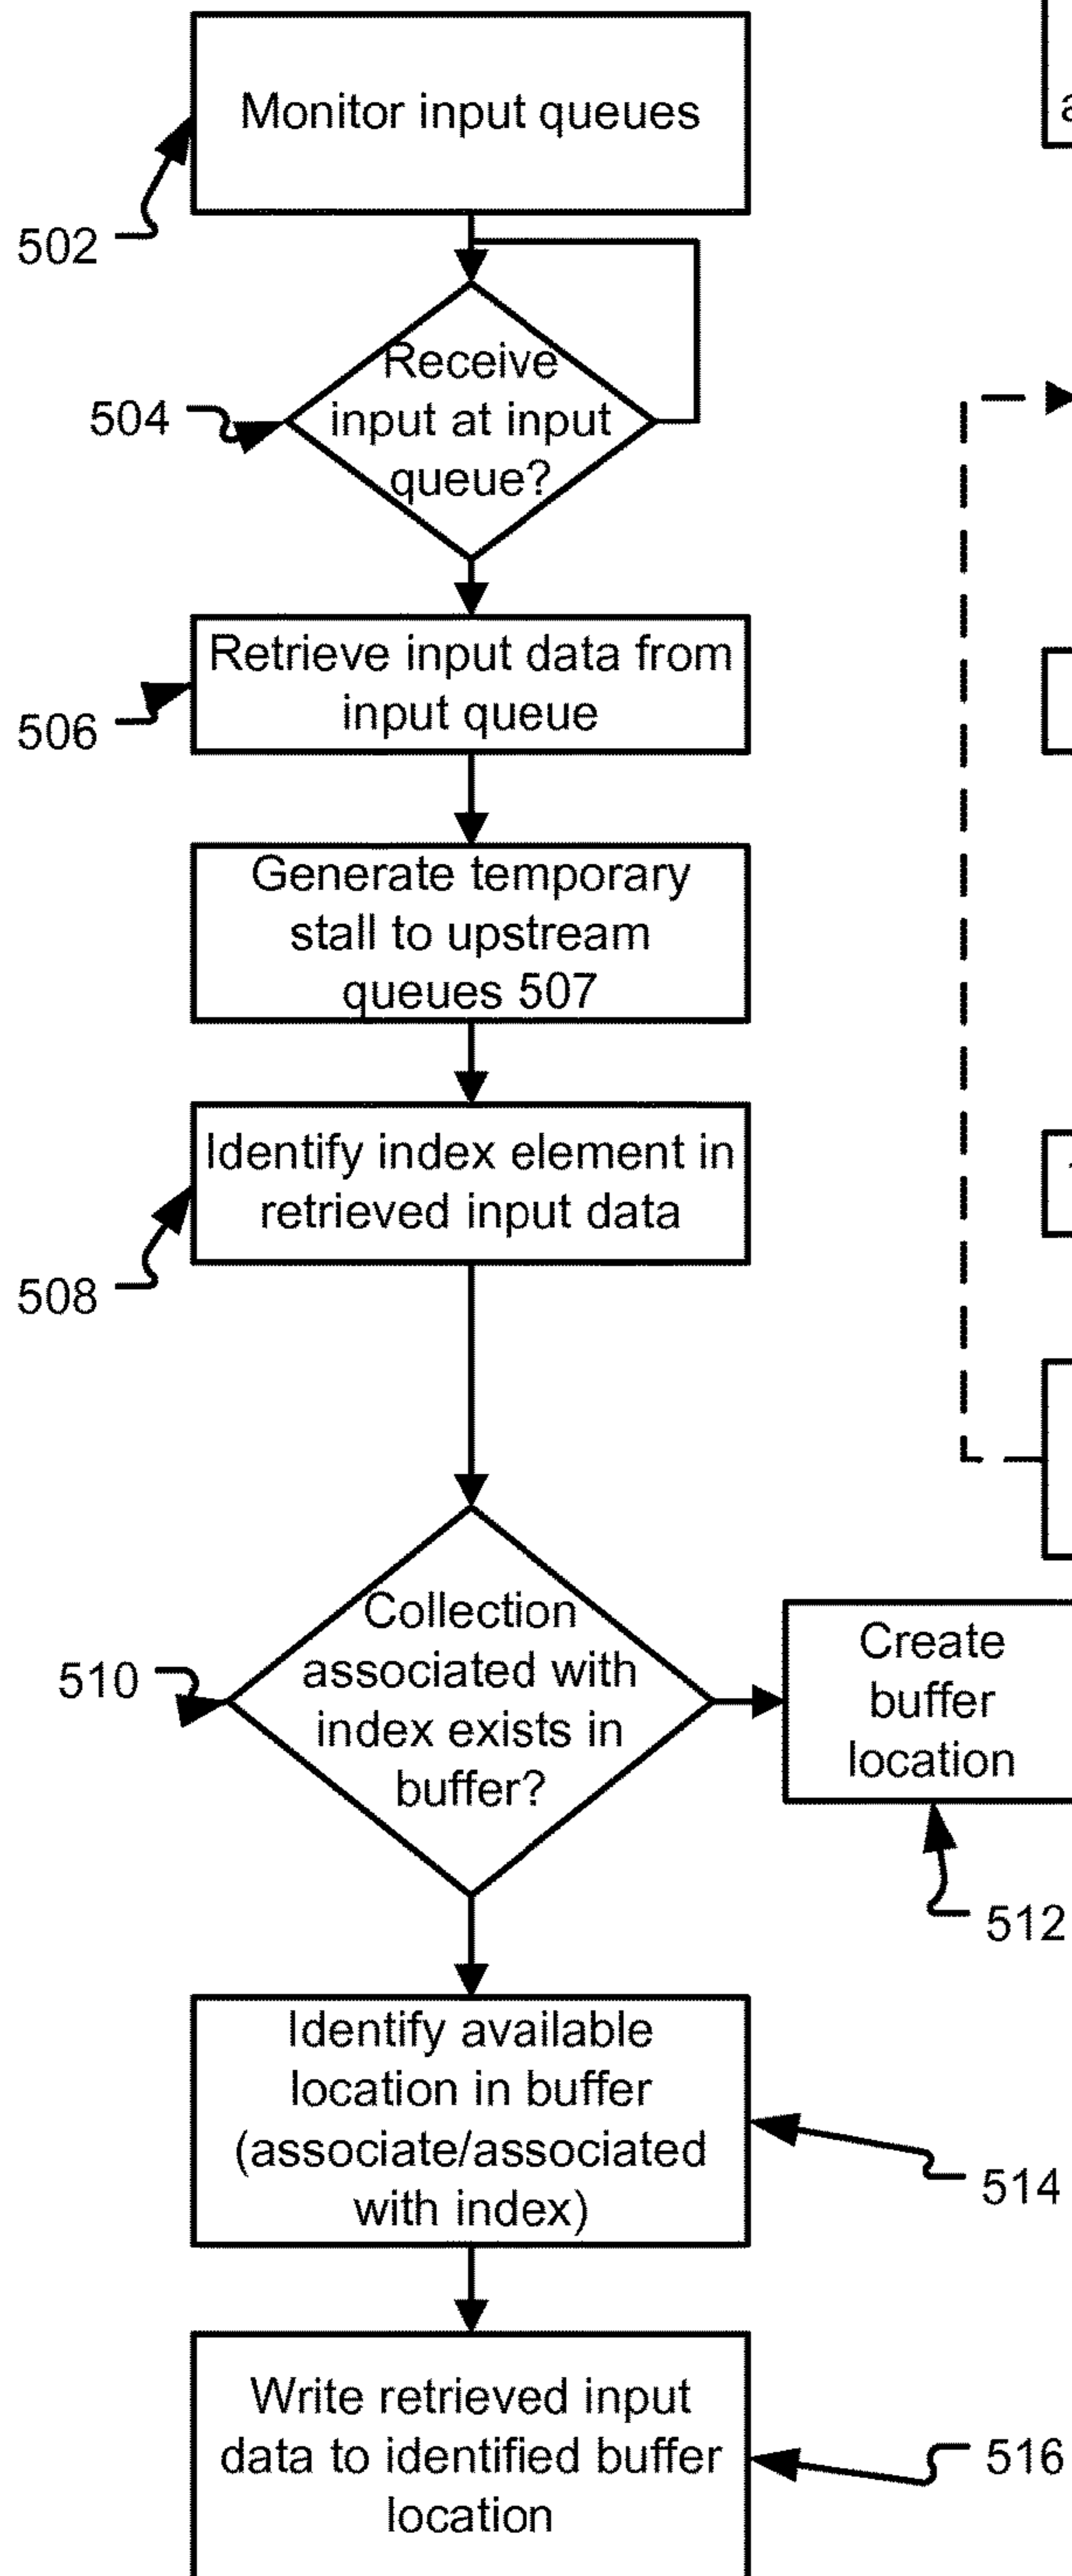 Monitor input queues
502
Receive
input at input
queue?
504
Retrieve input data from
input queue
506
Generate temporary
stall to upstream
queues 507
Identify index element in
retrieved input data
508
Collection
associated with
index exists in
buffer?
510
Create
buffer
location
512
Identify available
location in buffer
(associate/associated
with index)
514
Write retrieved input
data to identified buffer
location
516